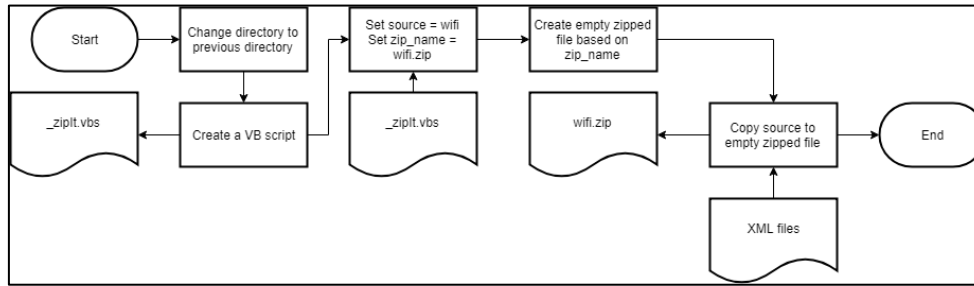 Start
Change directory to
previous directory
Set source = wifi
Set zip_name =
wifi.zip
Create empty zipped
file based on
zip_name
_zipIt.vbs
Create a VB script
_zipIt.vbs
wifi.zip
Copy source to
empty zipped file
End
XML files